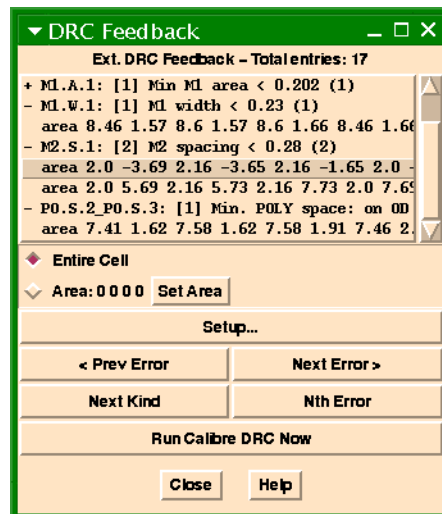 DRC Feedback
Ext. DRC Feedback – Total entries: 17
+ M1.A.1: [1] Min M1 area < 0.202 (1)
– M1.W.1: [1] M1 width < 0.23 (1)
area 8.46 1.57 8.6 1.57 8.6 1.66 8.46 1.66
– M2.S.1: [2] M2 spacing < 0.28 (2)
area 2.0 –3.69 2.16 –3.65 2.16 –1.65 2.0 –
area 2.0 5.69 2.16 5.73 2.16 7.73 2.0 7.69
– PO.S.2_PO.S.3: [1] Min. POLY space: on OD
area 7.41 1.62 7.58 1.62 7.58 1.91 7.46 2.
Entire Cell
Area: 0 0 0 0 Set Area
Setup...
< Prev Error Next Error >
Next Kind Nth Error
Run Calibre DRC Now
Close Help